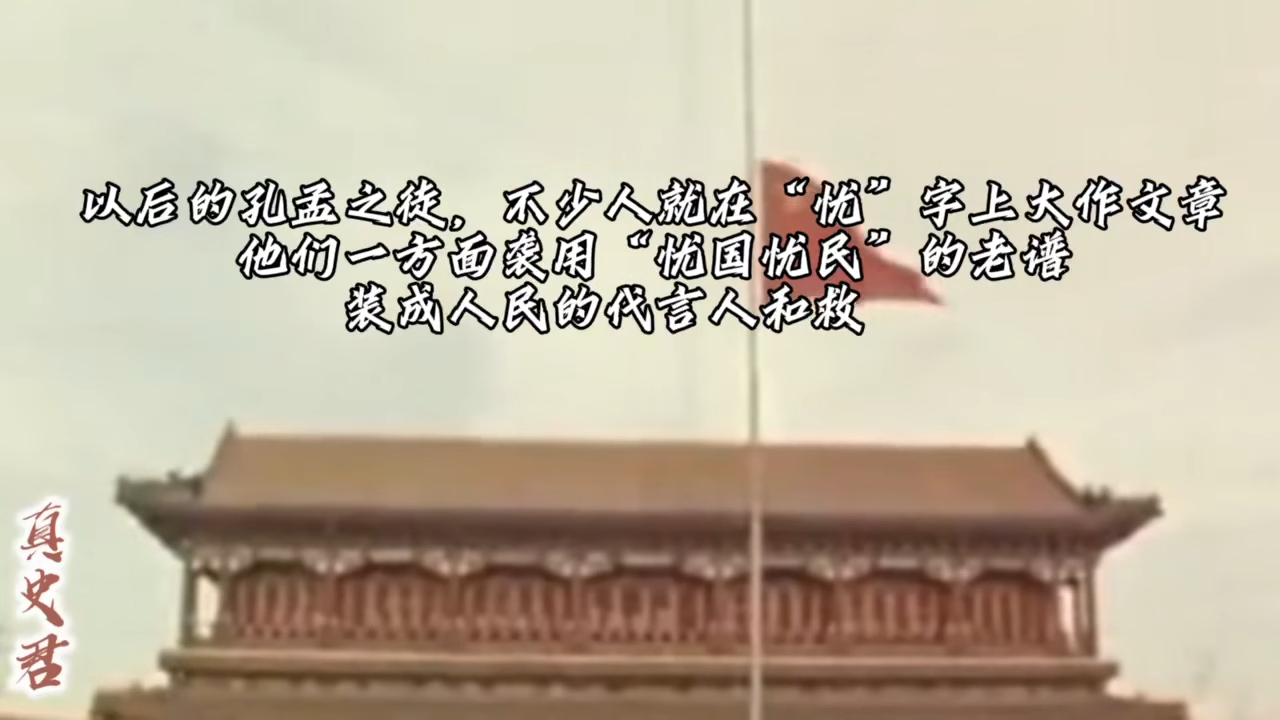 以后的孔孟之徒，不少人就在“忧”字上大作文章
他们一方面袭用“忧国忧民”的老谱
装成人民的代言人和救
真史君